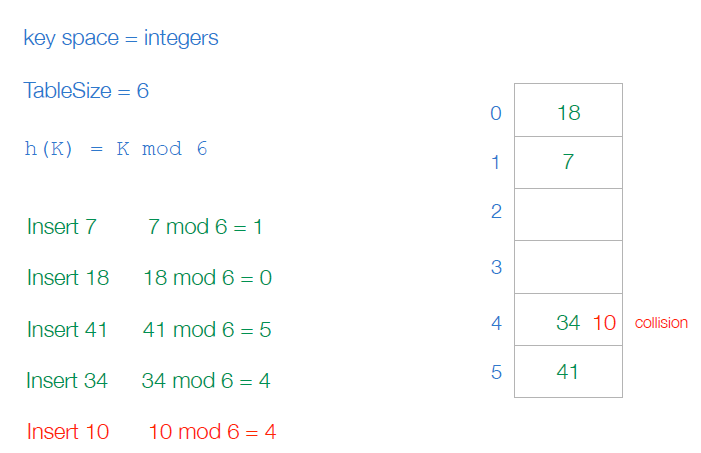 key space = integers
TableSize = 6
h(K) = K mod 6
Insert 7 7 mod 6 = 1
Insert 18 18 mod 6 = 0
Insert 41 41 mod 6 = 5
Insert 34 34 mod 6 = 4
Insert 10 10 mod 6 = 4
0 18
1 7
2
3
4 34 10 collision
5 41